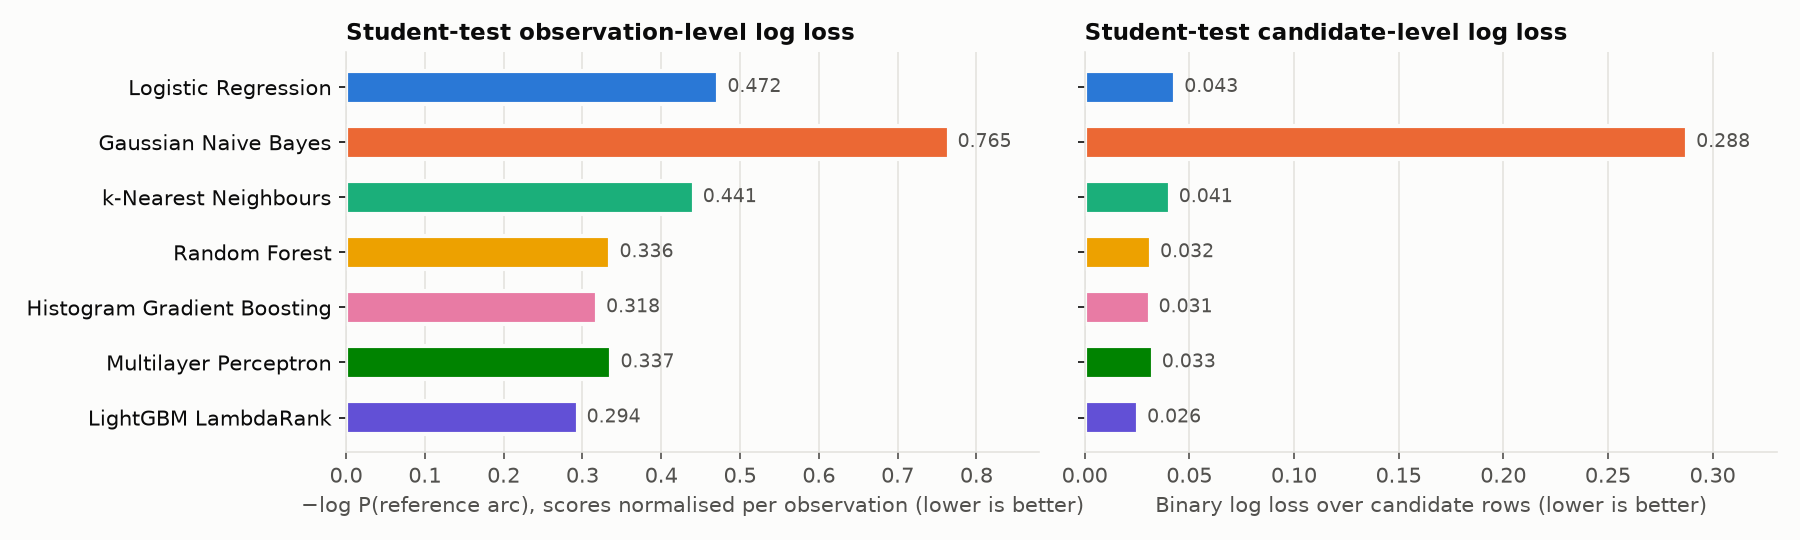 Student-test observation-level log loss
Student-test candidate-level log loss
Logistic Regression
0.472
0.043
Gaussian Naive Bayes
0.765
0.288
k-Nearest Neighbours
0.441
0.041
Random Forest
0.336
0.032
Histogram Gradient Boosting
0.318
0.031
Multilayer Perceptron
0.337
0.033
LightGBM LambdaRank
0.294
0.026
0.0 0.1 0.2 0.3 0.4 0.5 0.6 0.7 0.8
0.00 0.05 0.10 0.15 0.20 0.25 0.30
−log P(reference arc), scores normalised per observation (lower is better)
Binary log loss over candidate rows (lower is better)